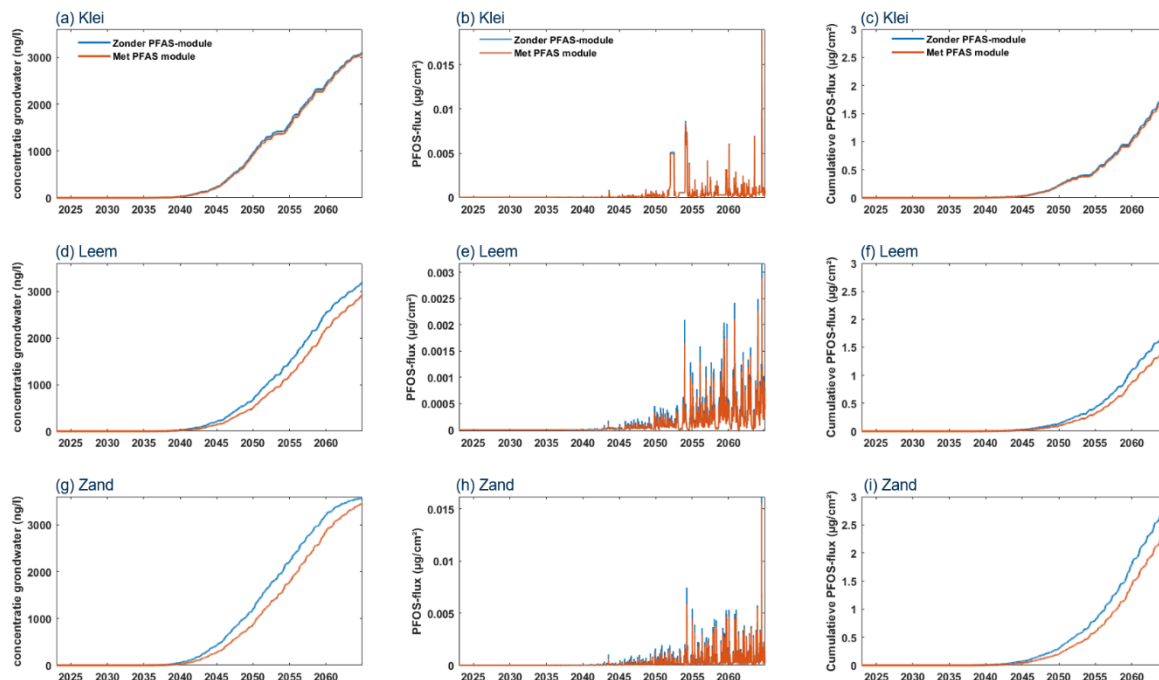 (a) Klei
concentratie grondwater (ng/l)
3000
2000
1000
0
Zonder PFAS-module
Met PFAS module
2025 2030 2035 2040 2045 2050 2055 2060
(b) Klei
PFOS-flux (µg/cm²)
0.015
0.01
0.005
0
Zonder PFAS-module
Met PFAS module
2025 2030 2035 2040 2045 2050 2055 2060
(c) Klei
Cumulatieve PFOS-flux (µg/cm²)
3
2.5
2
1.5
1
0.5
0
Zonder PFAS-module
Met PFAS module
2025 2030 2035 2040 2045 2050 2055 2060
(d) Leem
concentratie grondwater (ng/l)
3000
2000
1000
0
2025 2030 2035 2040 2045 2050 2055 2060
(e) Leem
PFOS-flux (µg/cm²)
0.003
0.0025
0.002
0.0015
0.001
0.0005
0
2025 2030 2035 2040 2045 2050 2055 2060
(f) Leem
Cumulatieve PFOS-flux (µg/cm²)
3
2.5
2
1.5
1
0.5
0
2025 2030 2035 2040 2045 2050 2055 2060
(g) Zand
concentratie grondwater (ng/l)
3000
2000
1000
0
2025 2030 2035 2040 2045 2050 2055 2060
(h) Zand
PFOS-flux (µg/cm²)
0.015
0.01
0.005
0
2025 2030 2035 2040 2045 2050 2055 2060
(i) Zand
Cumulatieve PFOS-flux (µg/cm²)
3
2.5
2
1.5
1
0.5
0
2025 2030 2035 2040 2045 2050 2055 2060